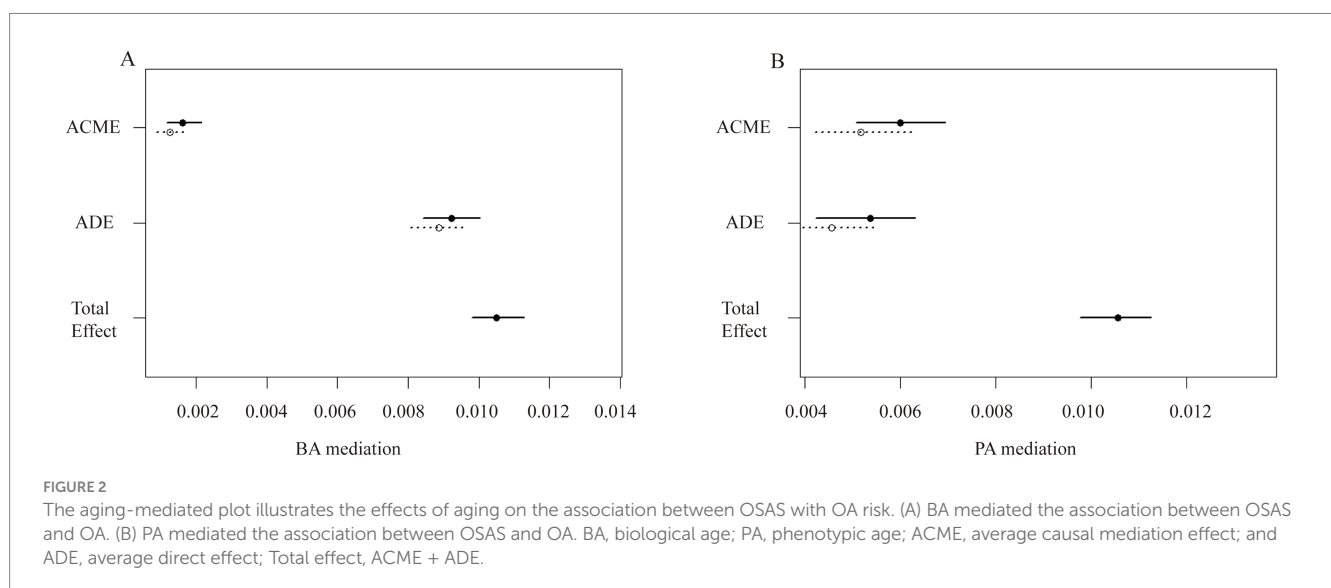 A
ACME
ADE
Total
Effect
0.002 0.004 0.006 0.008 0.010 0.012 0.014
BA mediation
B
ACME
ADE
Total
Effect
0.004 0.006 0.008 0.010 0.012
PA mediation
FIGURE 2
The aging-mediated plot illustrates the effects of aging on the association between OSAS with OA risk. (A) BA mediated the association between OSAS
and OA. (B) PA mediated the association between OSAS and OA. BA, biological age; PA, phenotypic age; ACME, average causal mediation effect; and
ADE, average direct effect; Total effect, ACME + ADE.